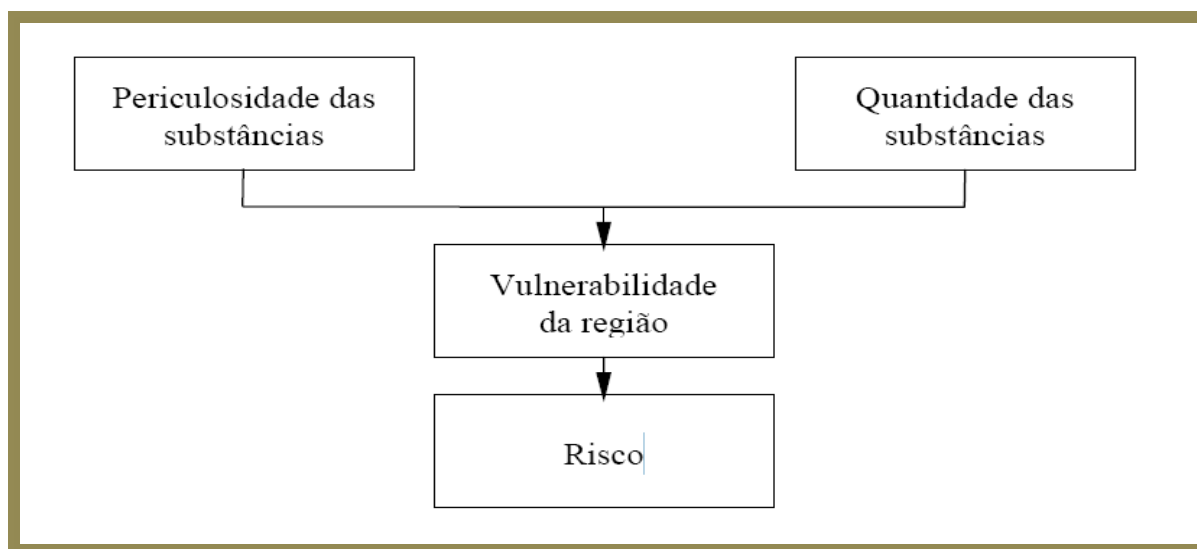 Periculosidade das
substâncias
Quantidade das
substâncias
Vulnerabilidade
da região
Risco